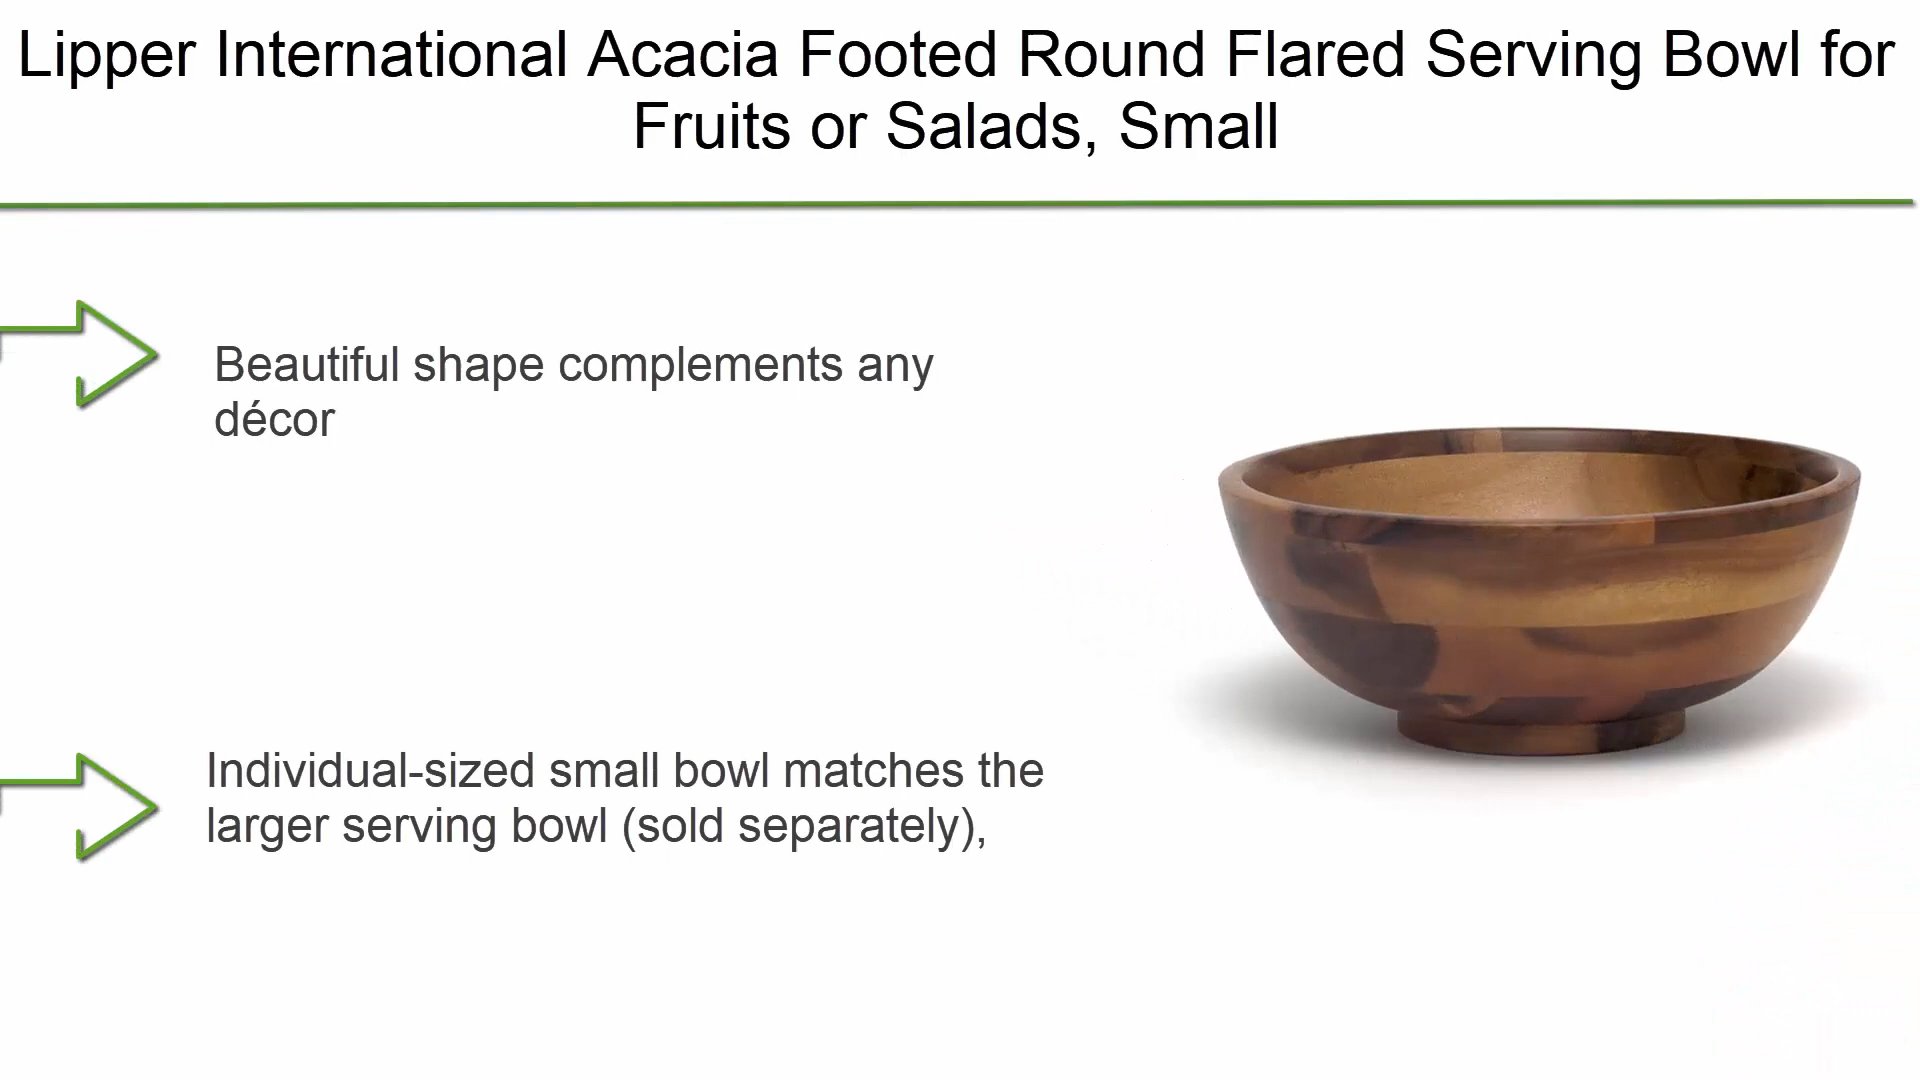 Lipper International Acacia Footed Round Flared Serving Bowl for
Fruits or Salads, Small
Beautiful shape complements any
décor
Individual-sized small bowl matches the
larger serving bowl (sold separately),